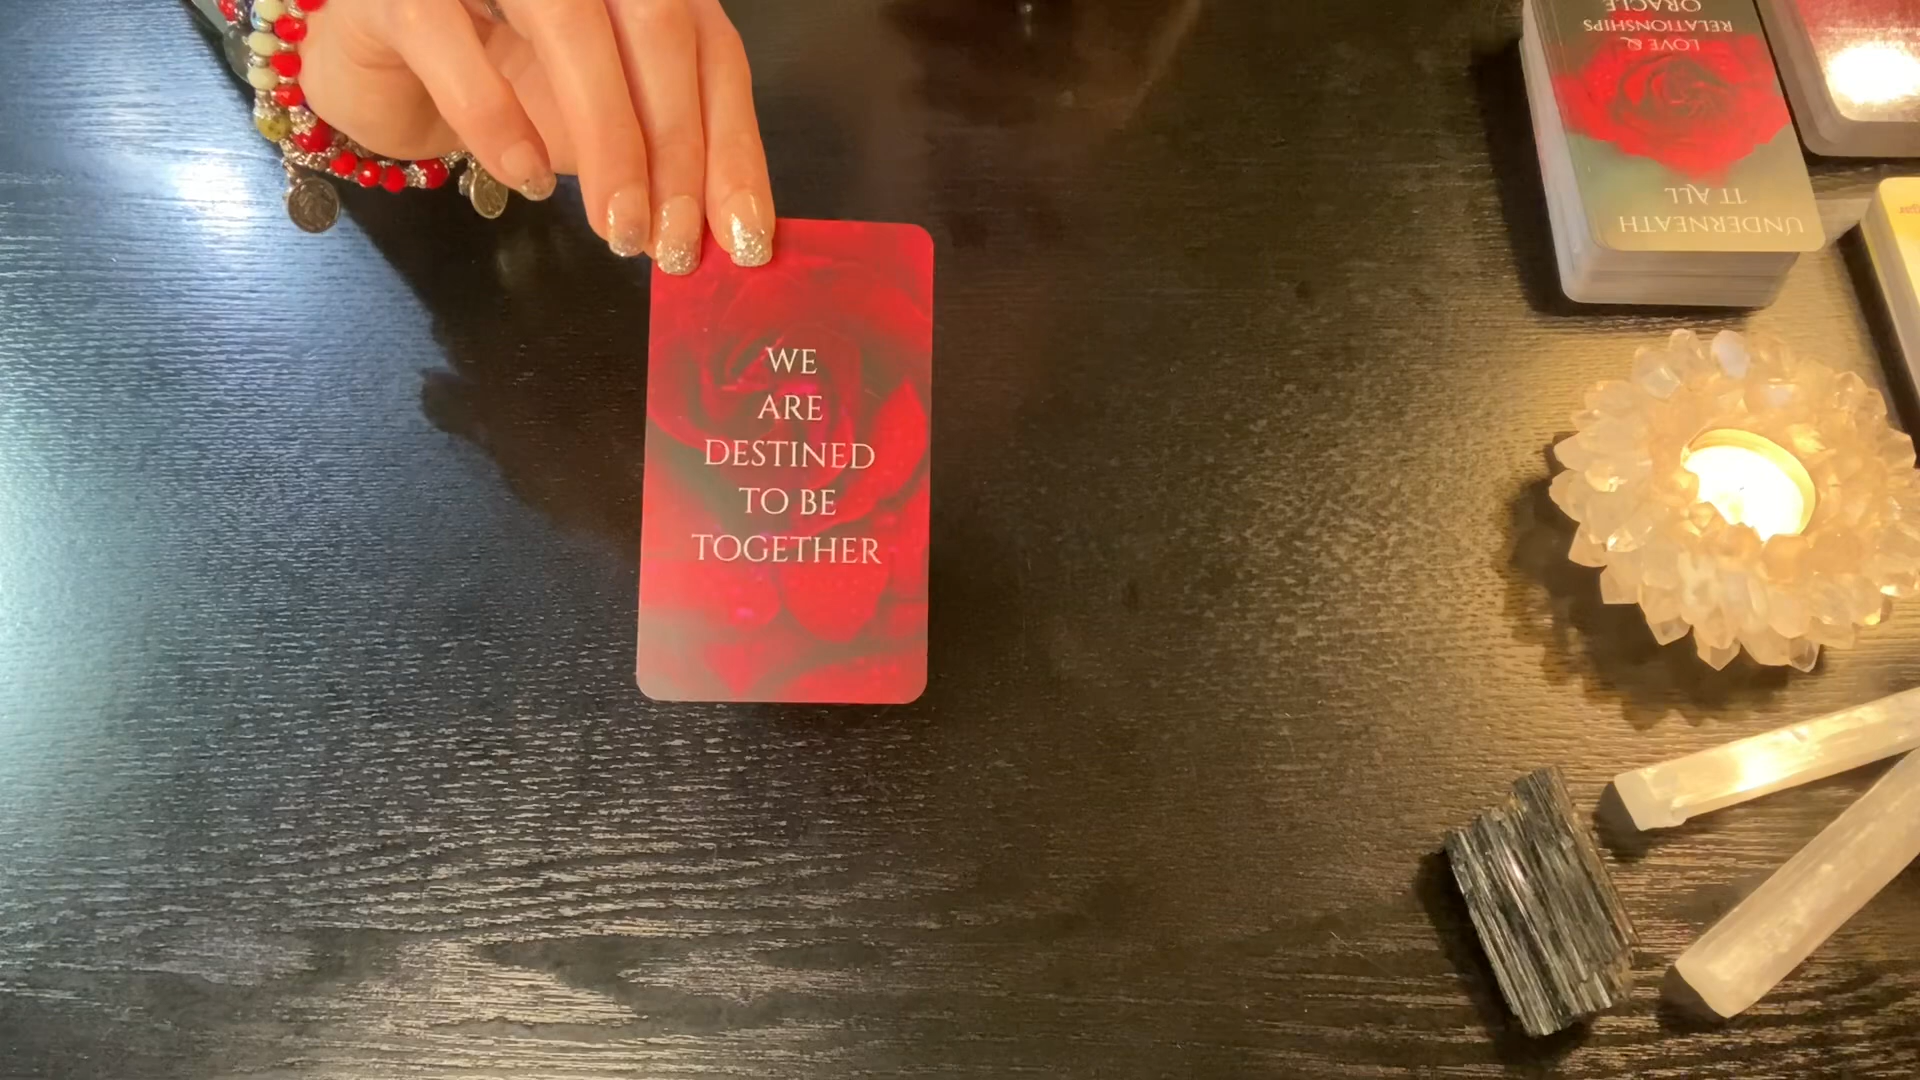 WE
ARE
DESTINED
TO BE
TOGETHER
UNDERNEATH
IT ALL
LOVE &
RELATIONSHIPS
ORACLE